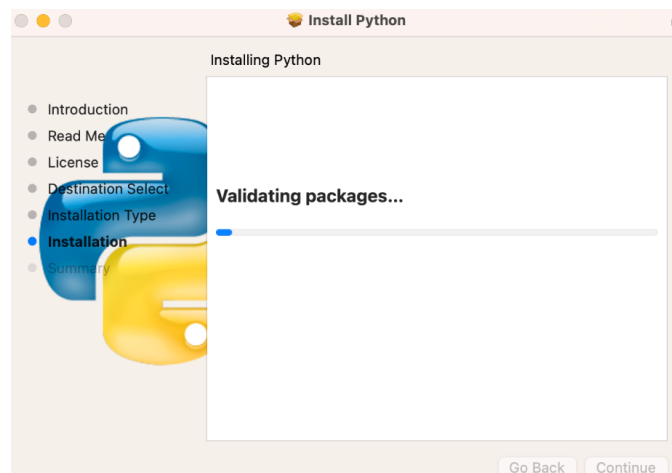 Install Python
Installing Python
Introduction
Read Me
License
Destination Select
Installation Type
Installation
Summary
Validating packages...
Go Back
Continue